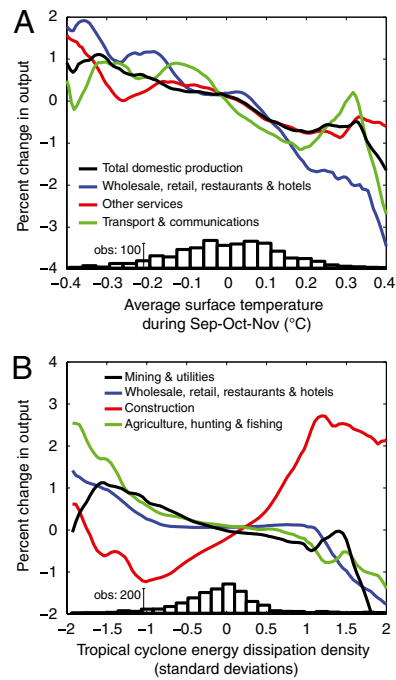 A
Percent change in output
2
1
0
-1
-2
-3
-4
Total domestic production
Wholesale, retail, restaurants & hotels
Other services
Transport & communications
obs: 100
-0.4 -0.3 -0.2 -0.1 0 0.1 0.2 0.3 0.4
Average surface temperature
during Sep-Oct-Nov (°C)
B
Percent change in output
4
3
2
1
0
-1
2
Mining & utilities
Wholesale, retail, restaurants & hotels
Construction
Agriculture, hunting & fishing
obs: 200
-2 -1.5 -1 -0.5 0 0.5 1 1.5 2
Tropical cyclone energy dissipation density
(standard deviations)